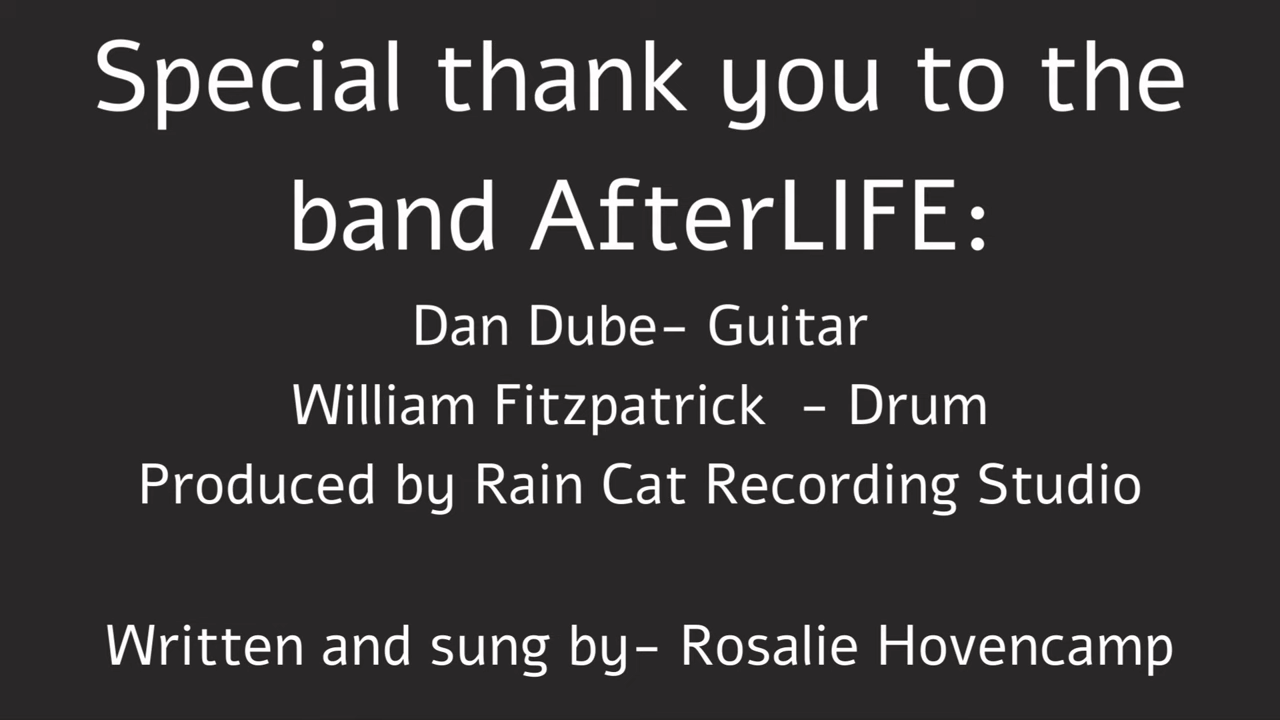 Special thank you to the
band AfterLIFE:
Dan Dube- Guitar
William Fitzpatrick  - Drum
Produced by Rain Cat Recording Studio
Written and sung by- Rosalie Hovencamp